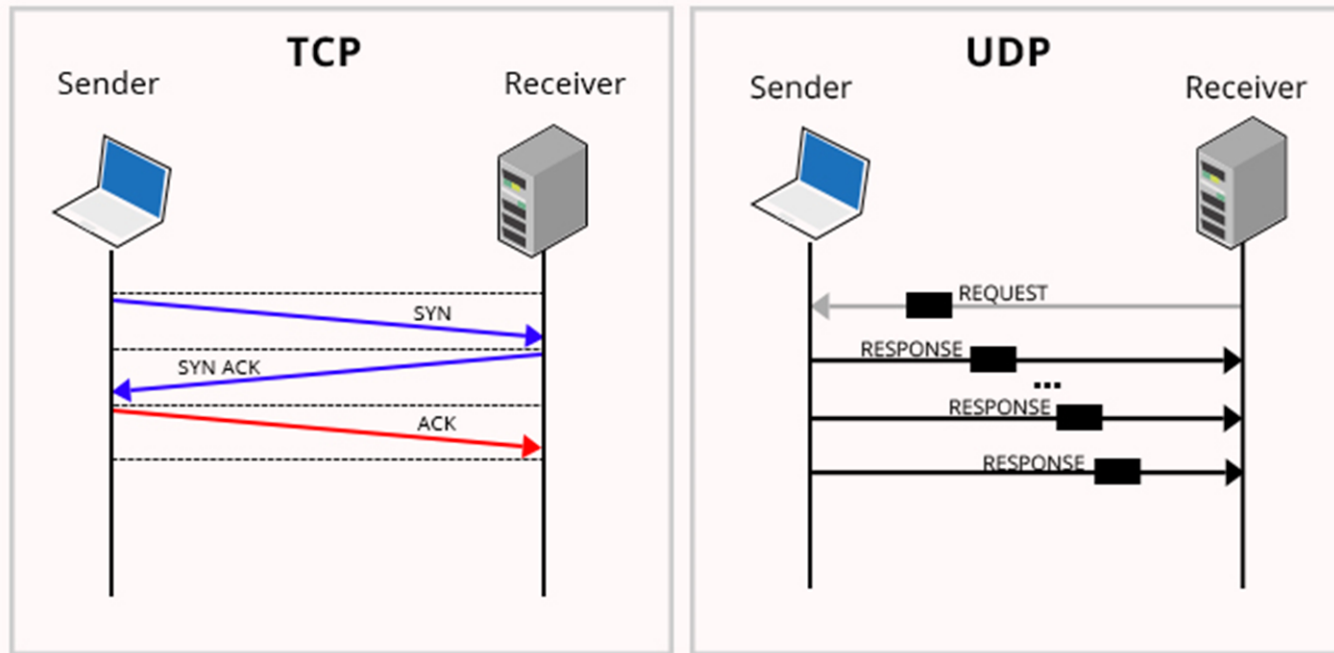 TCP
Sender
Receiver
SYN
SYN ACK
ACK
UDP
Sender
Receiver
REQUEST
RESPONSE
...
RESPONSE
RESPONSE